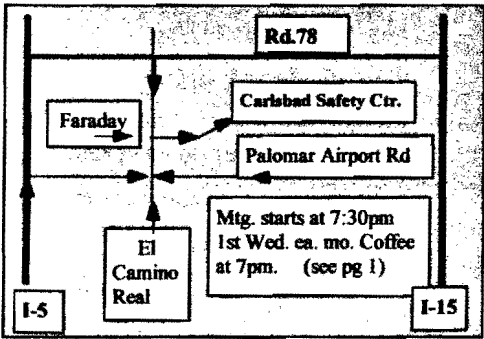 Rd.78
Carlsbad Safety Ctr.
Faraday
Palomar Airport Rd
Mtg. starts at 7:30pm
1st Wed. ea. mo. Coffee
at 7pm. (see pg 1)
El
Camino
Real
I-5
I-15